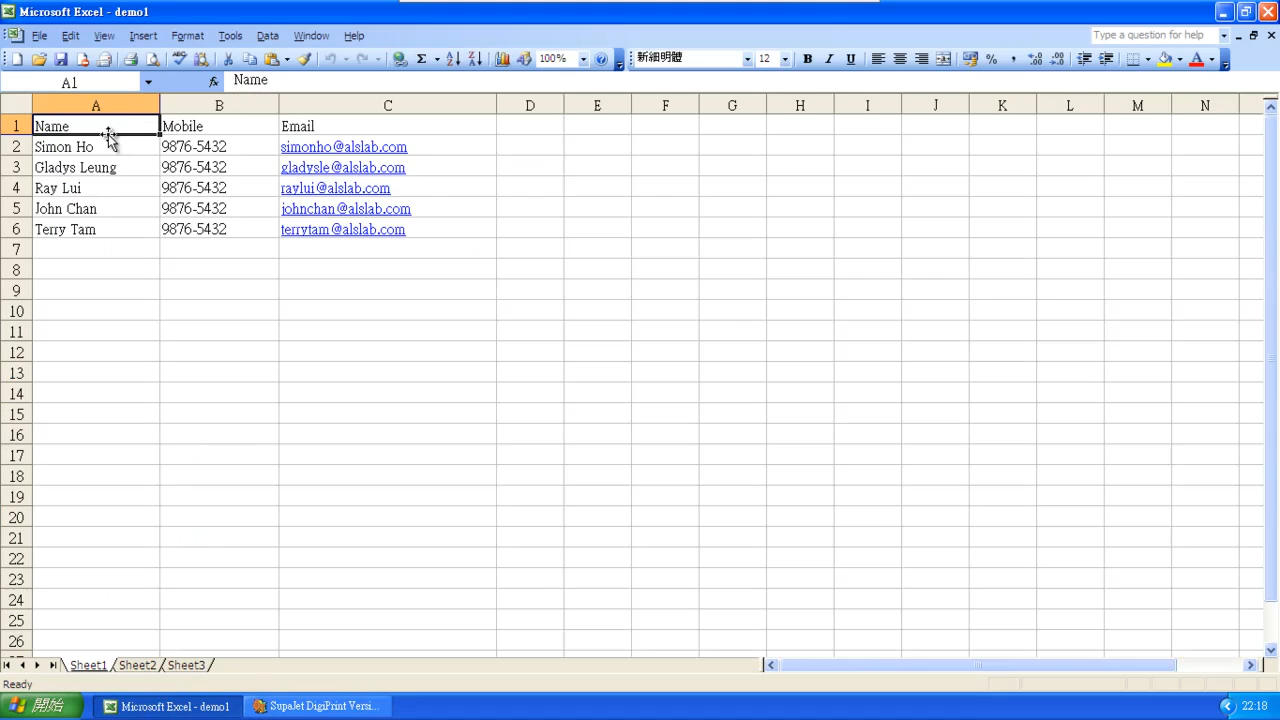 Microsoft Excel - demo1
File Edit View Insert Format Tools Data Window Help Type a question for help
100% 新細明體 12 B I U
A1 fx Name
A B C D E F G H I J K L M N
1 Name Mobile Email
2 Simon Ho 9876-5432 simonho@alslab.com
3 Gladys Leung 9876-5432 gladysle@alslab.com
4 Ray Lui 9876-5432 raylui@alslab.com
5 John Chan 9876-5432 johnchan@alslab.com
6 Terry Tam 9876-5432 terrytam@alslab.com
7
8
9
10
11
12
13
14
15
16
17
18
19
20
21
22
23
24
25
26
Sheet1 Sheet2 Sheet3
Ready
開始 Microsoft Excel - demo1 SupaJet DigiPrint Versi... 22:18